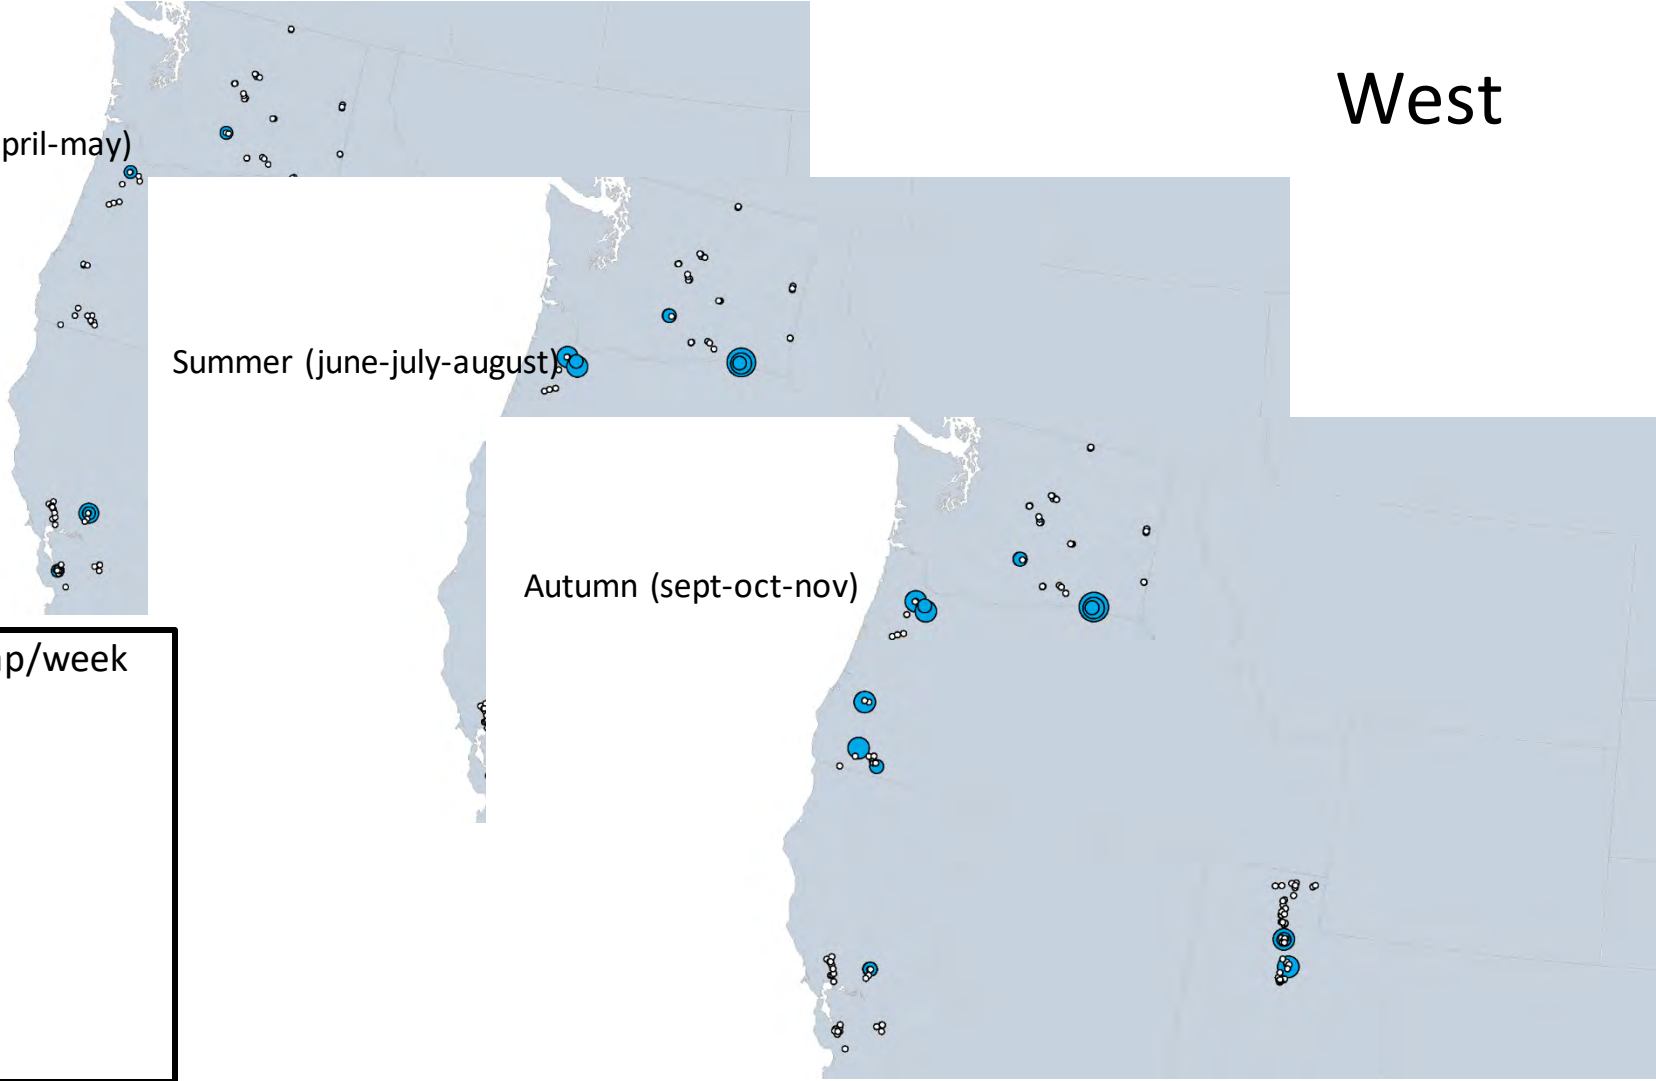 West
pril-may)
Summer (june-july-august)
Autumn (sept-oct-nov)
p/week